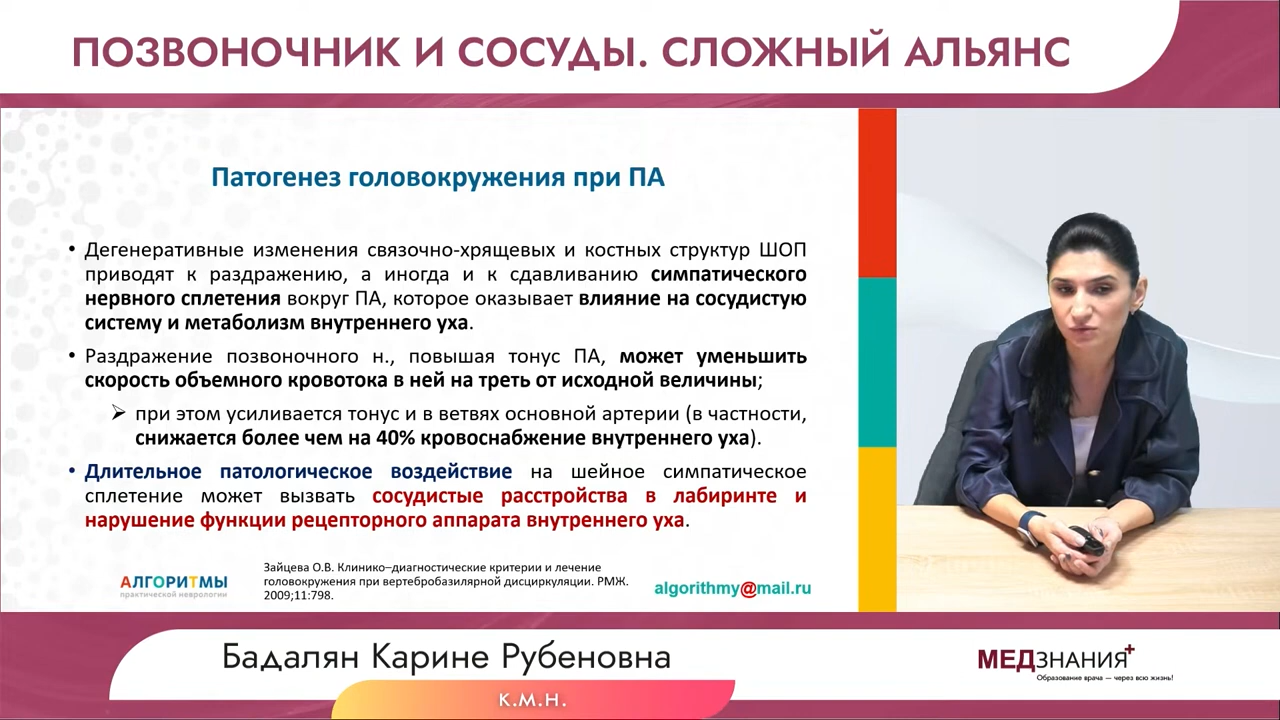 ПОЗВОНОЧНИК И СОСУДЫ. СЛОЖНЫЙ АЛЬЯНС
Патогенез головокружения при ПА
• Дегенеративные изменения связочно-хрящевых и костных структур ШОП
приводят к раздражению, а иногда и к сдавливанию симпатического
нервного сплетения вокруг ПА, которое оказывает влияние на сосудистую
систему и метаболизм внутреннего уха.
• Раздражение позвоночного н., повышая тонус ПА, может уменьшить
скорость объемного кровотока в ней на треть от исходной величины;
➢ при этом усиливается тонус и в ветвях основной артерии (в частности,
снижается более чем на 40% кровоснабжение внутреннего уха).
• Длительное патологическое воздействие на шейное симпатическое
сплетение может вызвать сосудистые расстройства в лабиринте и
нарушение функции рецепторного аппарата внутреннего уха.
АЛГОРИТМЫ
практической неврологии
Зайцева О.В. Клинико–диагностические критерии и лечение
головокружения при вертебробазилярной дисциркуляции. РМЖ.
2009;11:798.
algorithmy@mail.ru
Бадалян Карине Рубеновна
К.М.Н.
МЕДЗНАНИЯ+
Образование врача — через всю жизнь!